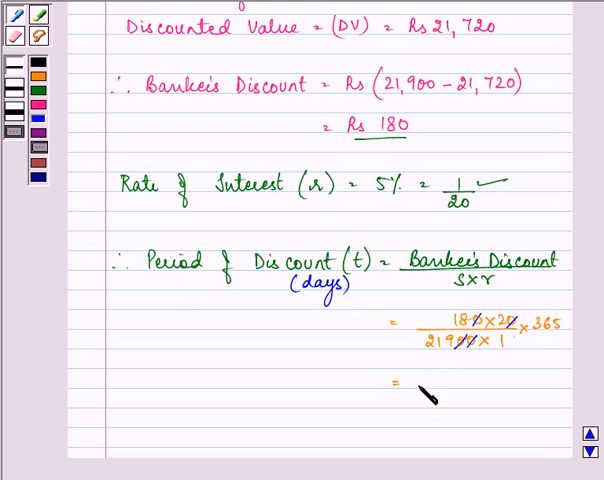 Discounted Value = (DV) = Rs 21,720
∴ Banker's Discount = Rs (21,900 - 21,720)
= Rs 180
Rate of Interest (r) = 5% = 1/20
∴ Period of Discount (t) = Banker's Discount / S×r
(days)
= 180×20 / 21900×1 × 365
=